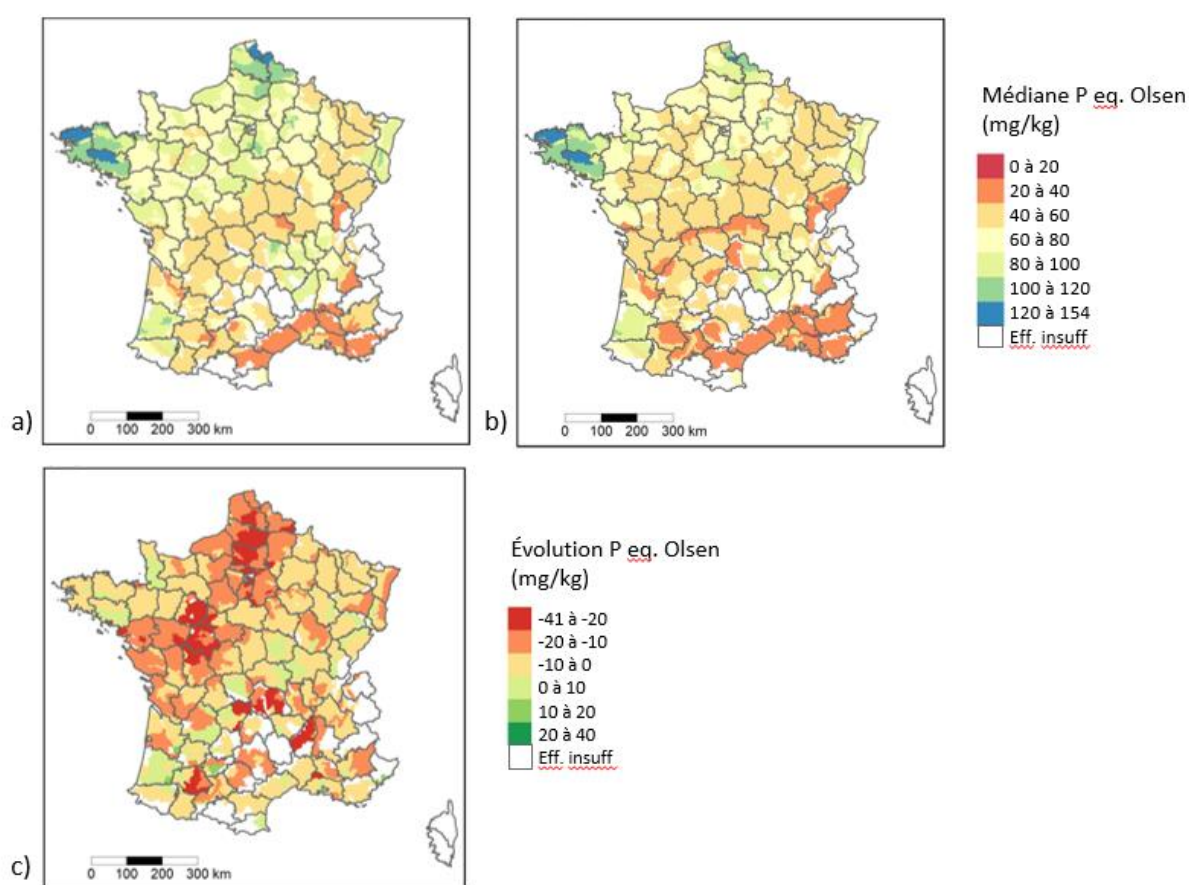 Médiane P eq. Olsen
(mg/kg)
0 à 20
20 à 40
40 à 60
60 à 80
80 à 100
100 à 120
120 à 154
Eff. insuff
a)
0 100 200 300 km
b)
0 100 200 300 km
Évolution P eq. Olsen
(mg/kg)
-41 à -20
-20 à -10
-10 à 0
0 à 10
10 à 20
20 à 40
Eff. insuff
c)
0 100 200 300 km